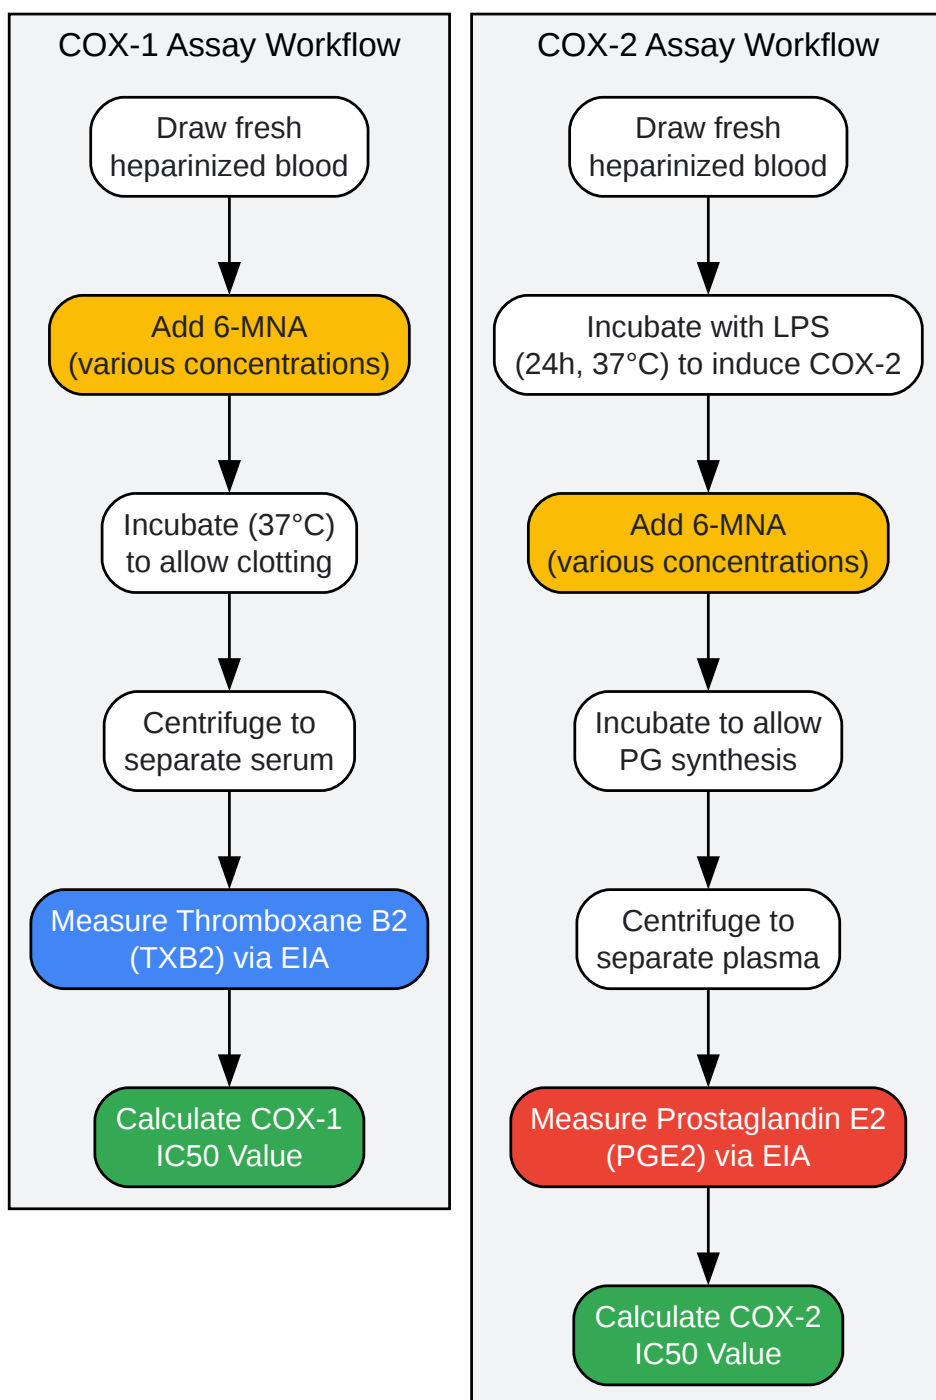 COX-1 Assay Workflow
Draw fresh
heparinized blood
Add 6-MNA
(various concentrations)
Incubate (37°C)
to allow clotting
Centrifuge to
separate serum
Measure Thromboxane B2
(TXB2) via EIA
Calculate COX-1
IC50 Value
COX-2 Assay Workflow
Draw fresh
heparinized blood
Incubate with LPS
(24h, 37°C) to induce COX-2
Add 6-MNA
(various concentrations)
Incubate to allow
PG synthesis
Centrifuge to
separate plasma
Measure Prostaglandin E2
(PGE2) via EIA
Calculate COX-2
IC50 Value